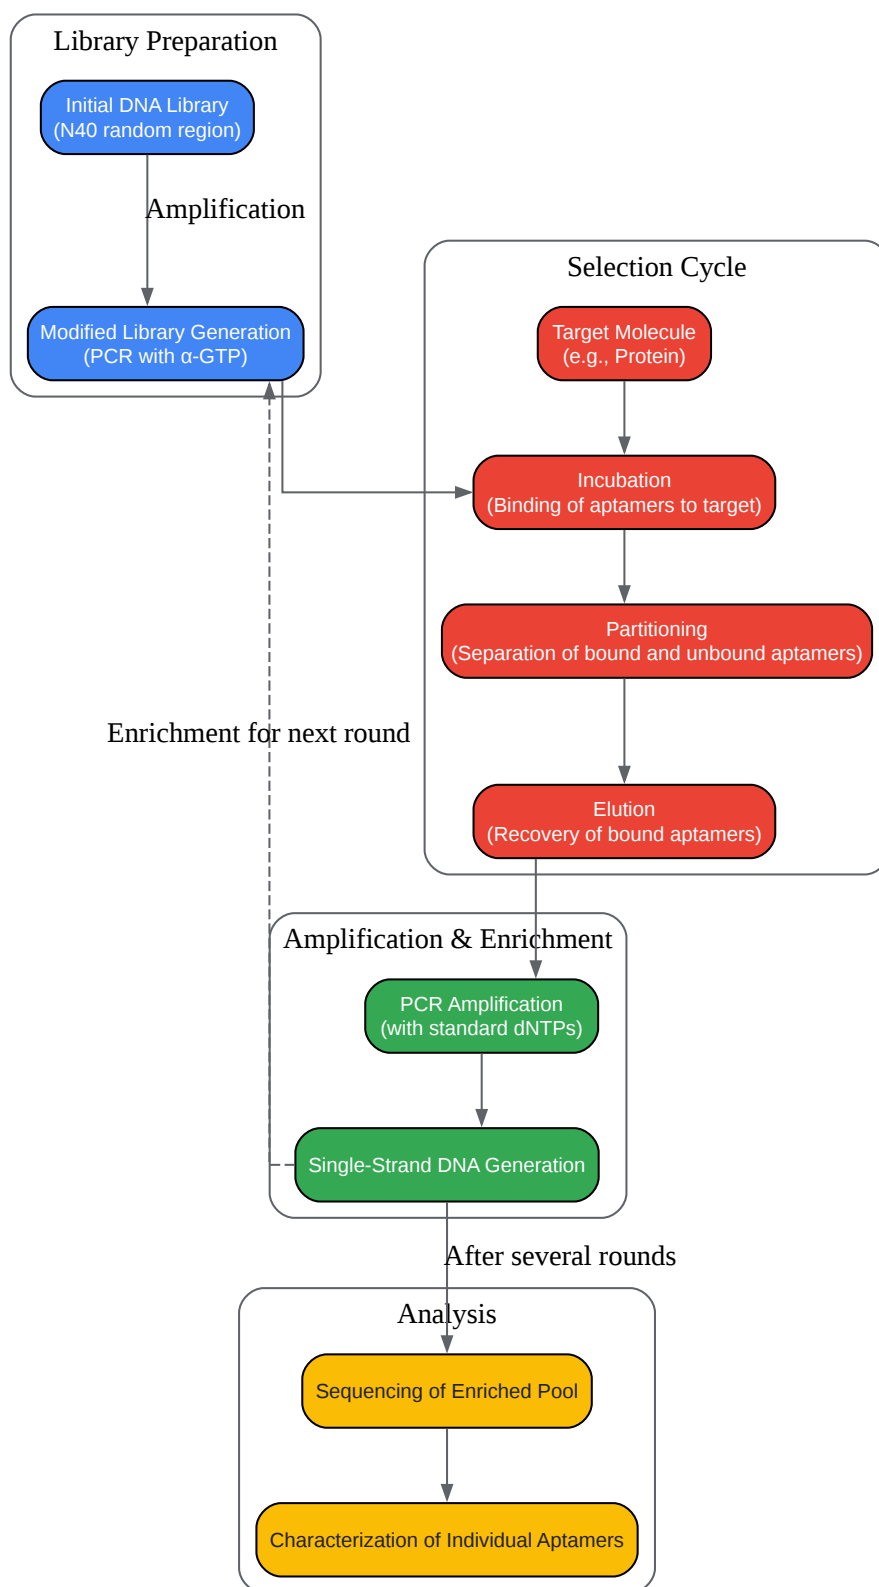 Library Preparation
Initial DNA Library
(N40 random region)
Amplification
Modified Library Generation
(PCR with α-GTP)
Selection Cycle
Target Molecule
(e.g., Protein)
Incubation
(Binding of aptamers to target)
Partitioning
(Separation of bound and unbound aptamers)
Enrichment for next round
Elution
(Recovery of bound aptamers)
Amplification & Enrichment
PCR Amplification
(with standard dNTPs)
Single-Strand DNA Generation
After several rounds
Analysis
Sequencing of Enriched Pool
Characterization of Individual Aptamers